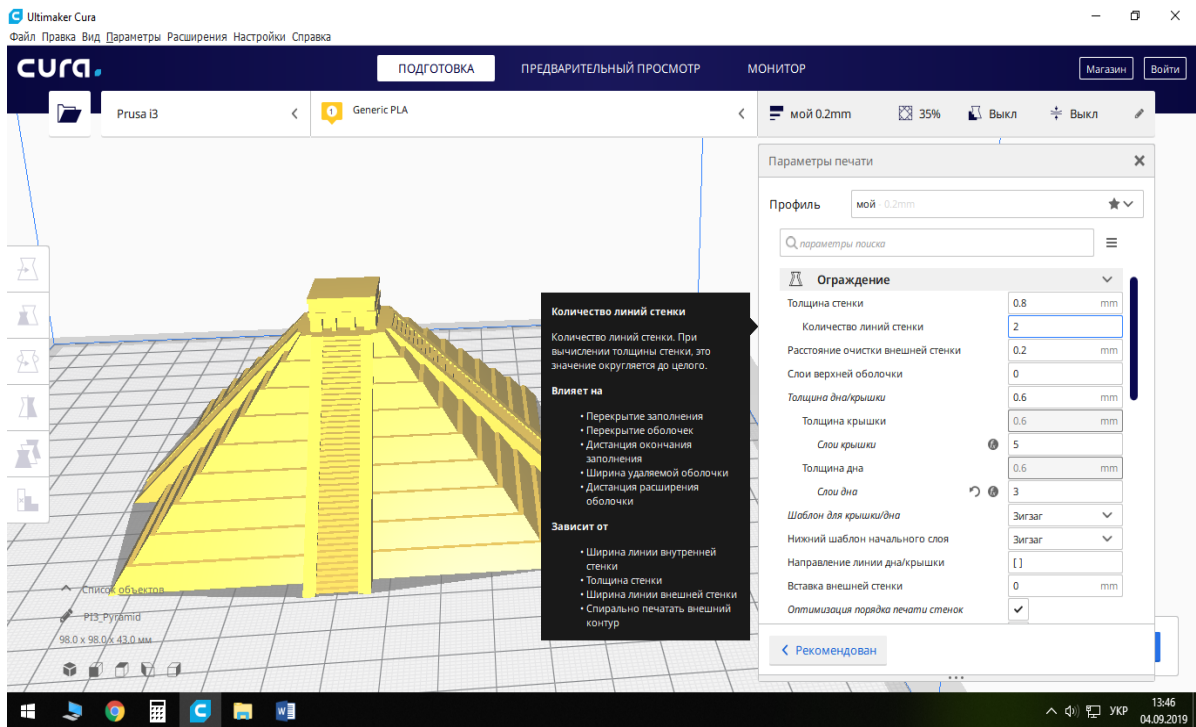 Ultimaker Cura
Файл Правка Вид Параметры Расширения Настройки Справка
cura.
ПОДГОТОВКА
ПРЕДВАРИТЕЛЬНЫЙ ПРОСМОТР
МОНИТОР
Магазин
Войти
Prusa i3
1
Generic PLA
мой 0.2mm
35%
Выкл
Выкл
Параметры печати
Профиль
мой 0.2mm
параметры поиска
Ограждение
Толщина стенки 0.8 mm
Количество линий стенки 2
Расстояние очистки внешней стенки 0.2 mm
Слои верхней оболочки 0
Толщина дна/крышки 0.6 mm
Толщина крышки 0.6 mm
Слои крышки 5
Толщина дна 0.6 mm
Слои дна 3
Шаблон для крышки/дна Зигзаг
Нижний шаблон начального слоя Зигзаг
Направление линии дна/крышки [ ]
Вставка внешней стенки 0 mm
Оптимизация порядка печати стенок
Рекомендован
Количество линий стенки
Количество линий стенки. При
вычислении толщины стенки, это
значение округляется до целого.
Влияет на
• Перекрытие заполнения
• Перекрытие оболочек
• Дистанция окончания
заполнения
• Ширина удаляемой оболочки
• Дистанция расширения
оболочки
Зависит от
• Ширина линии внутренней
стенки
• Толщина стенки
• Ширина линии внешней стенки
• Спирально печатать внешний
контур
Список объектов
PI3_Pyramid
98.0 x 98.0 x 43.0 мм
УКР
13:46
04.09.2019